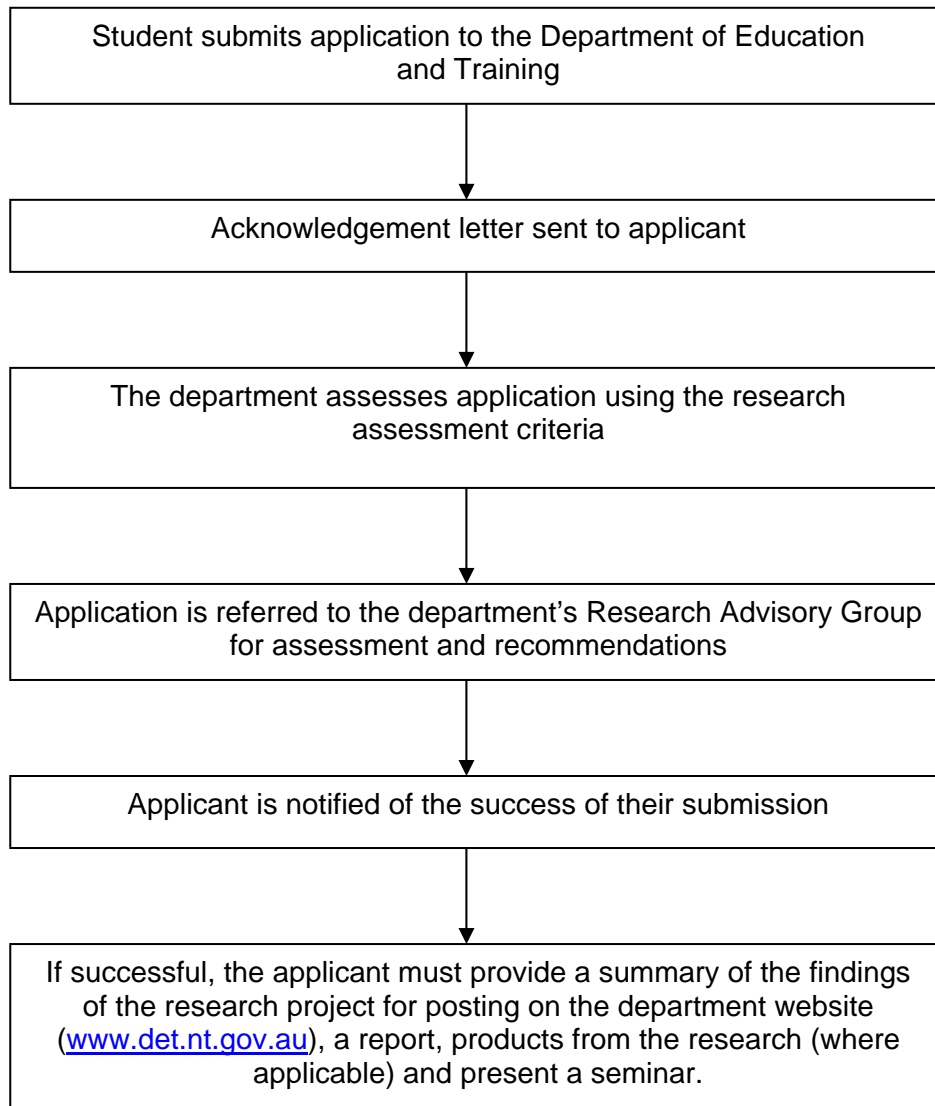 Student submits application to the Department of Education
and Training
Acknowledgement letter sent to applicant
The department assesses application using the research
assessment criteria
Application is referred to the department’s Research Advisory Group
for assessment and recommendations
Applicant is notified of the success of their submission
If successful, the applicant must provide a summary of the findings
of the research project for posting on the department website
(www.det.nt.gov.au), a report, products from the research (where
applicable) and present a seminar.